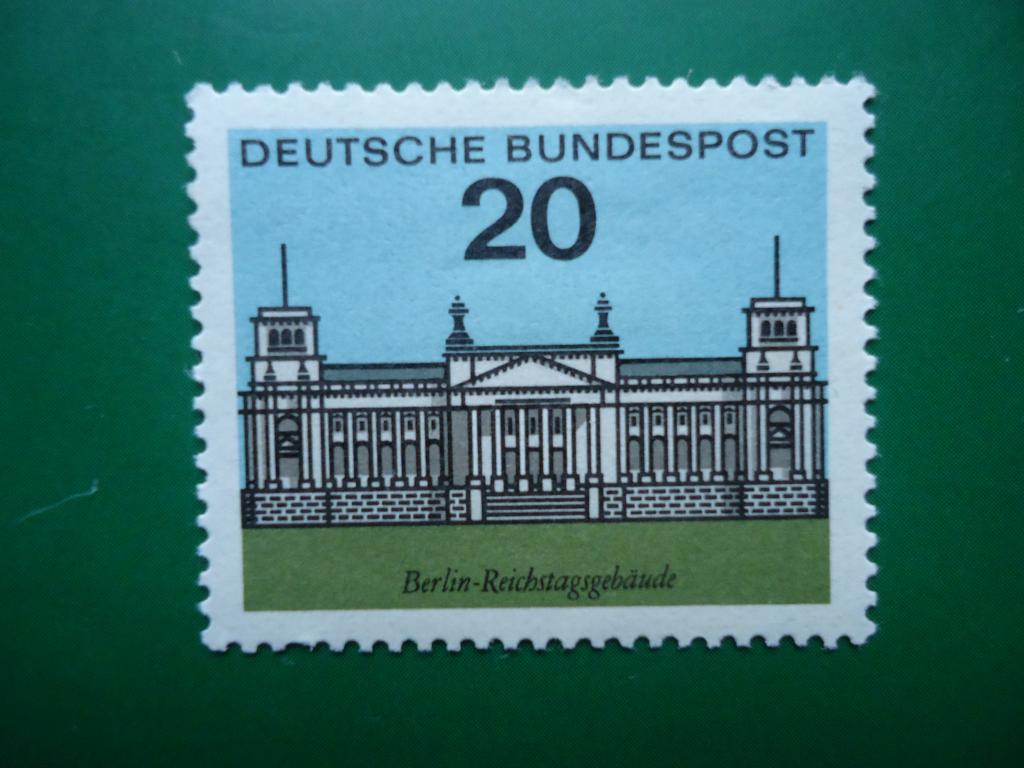 DEUTSCHE BUNDESPOST
20
Berlin-Reichstagsgebäude